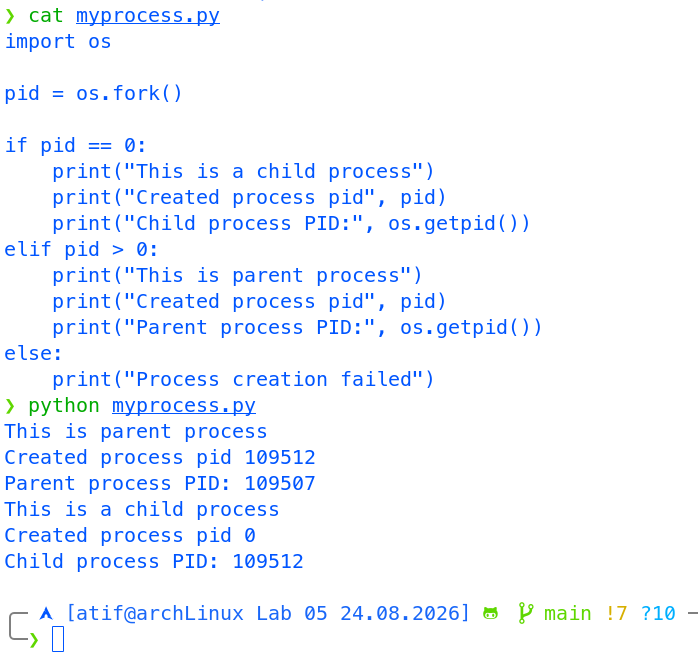 ❯ cat myprocess.py
import os

pid = os.fork()

if pid == 0:
    print("This is a child process")
    print("Created process pid", pid)
    print("Child process PID:", os.getpid())
elif pid > 0:
    print("This is parent process")
    print("Created process pid", pid)
    print("Parent process PID:", os.getpid())
else:
    print("Process creation failed")
❯ python myprocess.py
This is parent process
Created process pid 109512
Parent process PID: 109507
This is a child process
Created process pid 0
Child process PID: 109512

[atif@archLinux Lab 05 24.08.2026] main !7 ?10
❯